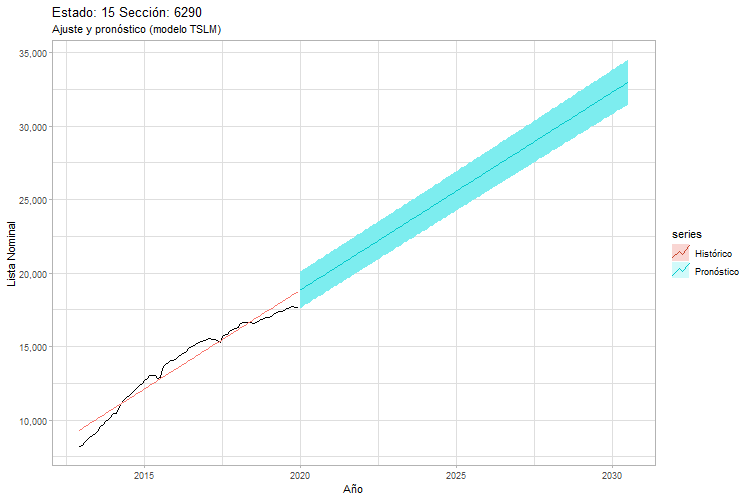 Estado: 15 Sección: 6290
Ajuste y pronóstico (modelo TSLM)
35,000
30,000
25,000
20,000
15,000
10,000
Lista Nominal
2015
2020
2025
2030
Año
series
Histórico
Pronóstico